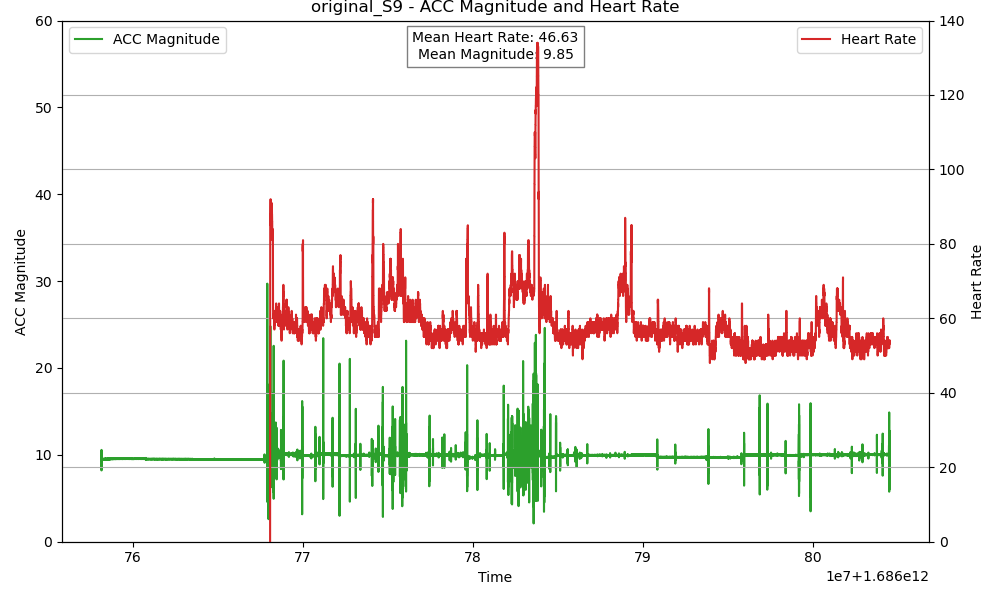 original_S9 - ACC Magnitude and Heart Rate
ACC Magnitude
Mean Heart Rate: 46.63
Mean Magnitude: 9.85
Heart Rate
60
50
40
30
20
10
0
ACC Magnitude
140
120
100
80
60
40
20
0
Heart Rate
76
77
78
79
80
Time
1e7+1.686e12